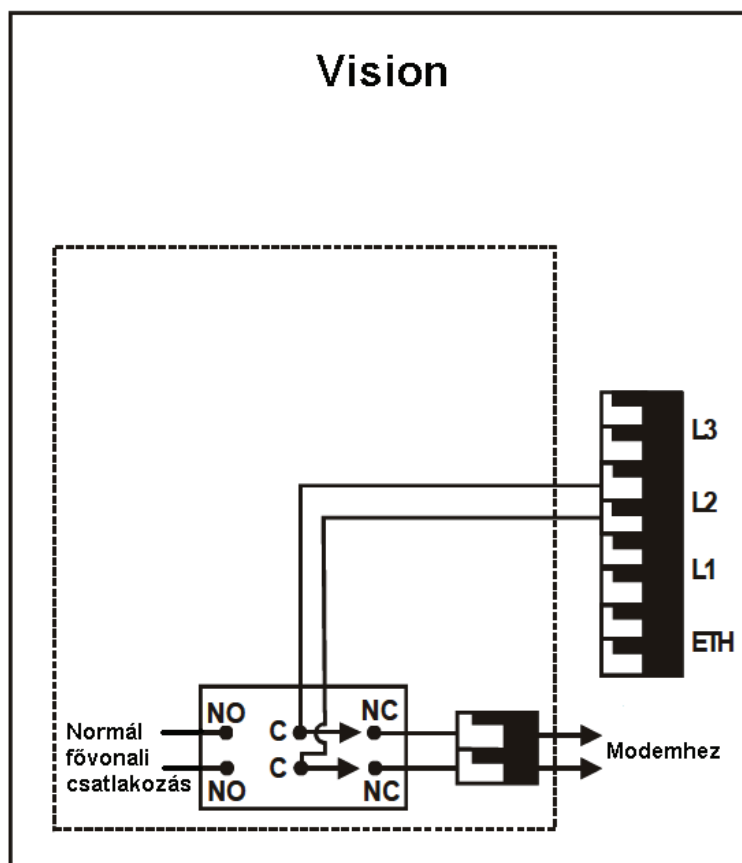 Vision
L3
L2
L1
ETH
NO
C
NC
Normál
fővonali
csatlakozás
C
NO
NC
Modemhez